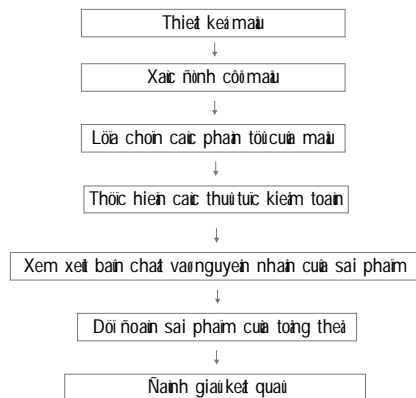 Thieát keá maãu
Xaùc ñònh côõ maãu
Löïa choïn caùc phaàn töû cuûa maãu
Thöïc hieän caùc thuû tuïc kieåm toaùn
Xem xeùt baûn chaát vaø nguyeân nhaân cuûa sai phaïm
Döï ñoaùn sai phaïm cuûa toång theå
Ñaùnh giaù keát quaû